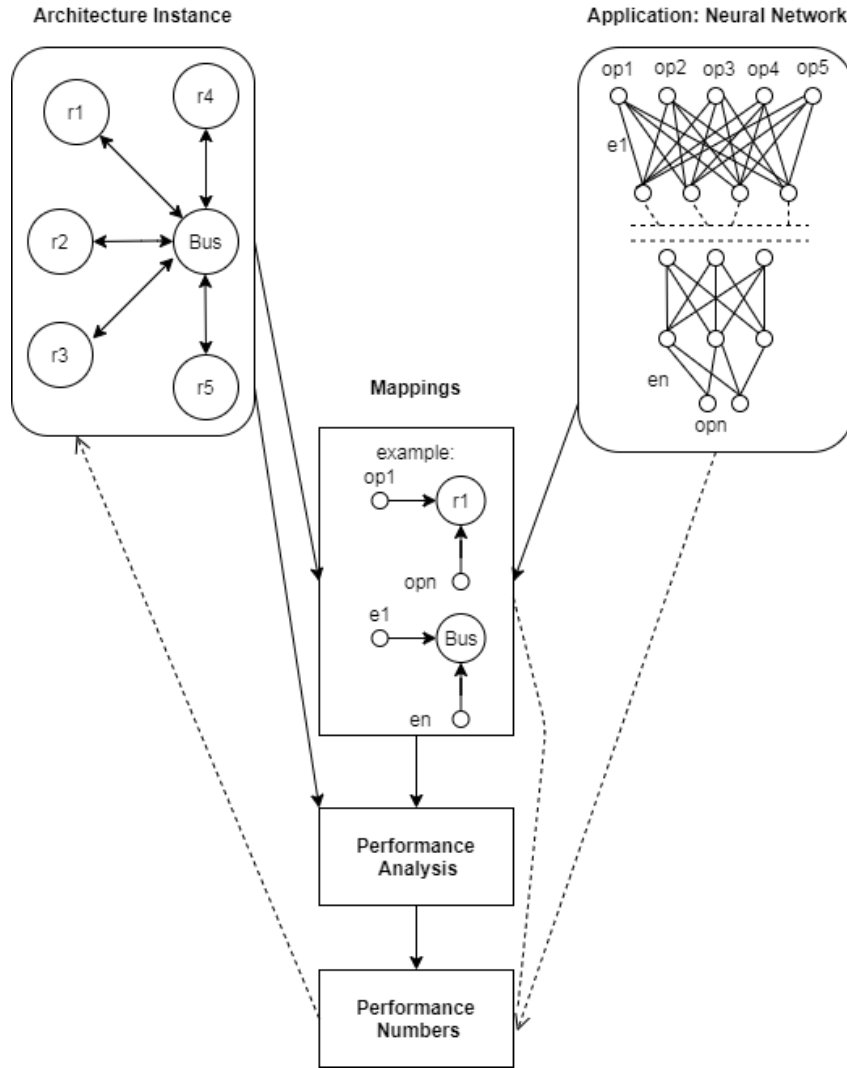 Architecture Instance
Application: Neural Network
r1
r4
r2
Bus
r3
r5
op1 op2 op3 op4 op5
e1
en
opn
Mappings
example:
op1
r1
opn
e1
Bus
en
Performance
Analysis
Performance
Numbers